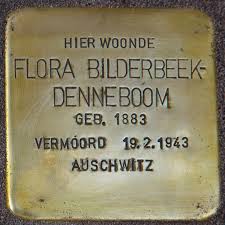 HIER WOONDE
FLORA BILDERBEEK-
DENNEBOOM
GEB. 1883
VERMOORD 19.2.1943
AUSCHWITZ